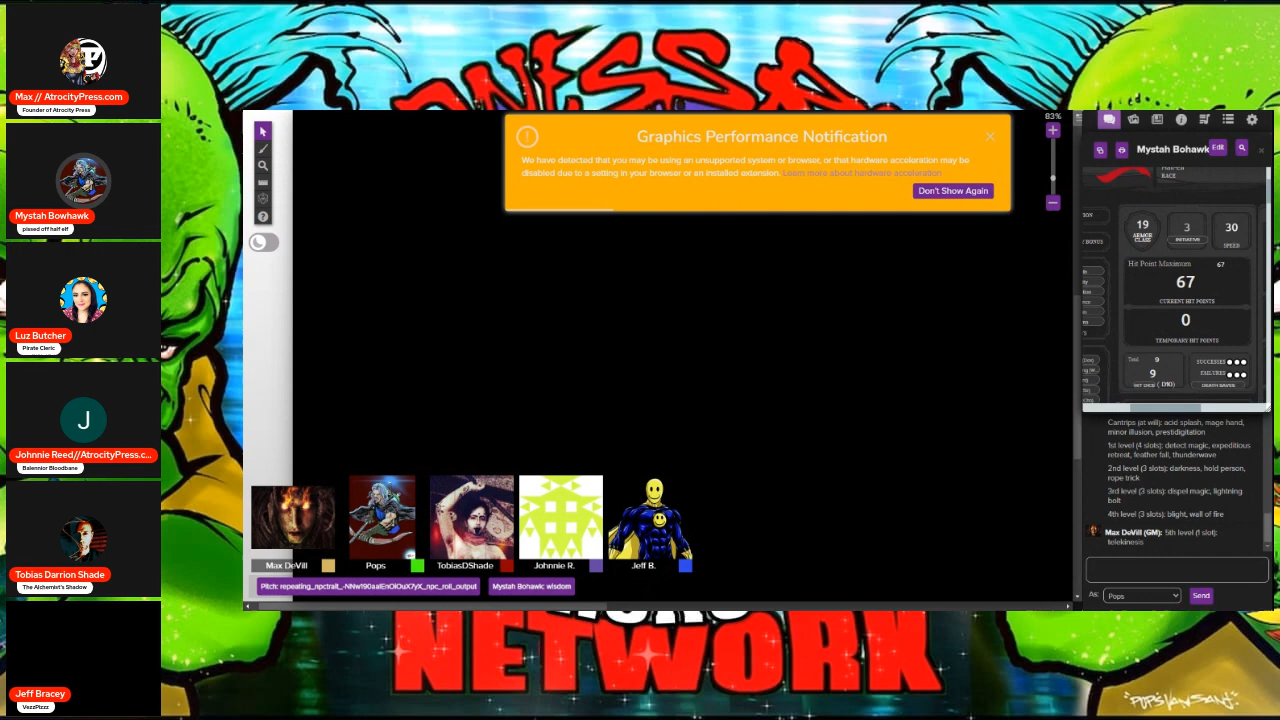 Max // AtrocityPress.com
Founder of Atrocity Press
Mystah Bowhawk
pissed off half elf
Luz Butcher
Pirate Cleric
J
Johnnie Reed//AtrocityPress.c...
Balennior Bloodbane
Tobias Darrion Shade
The Alchemist's Shadow
Jeff Bracey
VezzPizzz
Graphics Performance Notification
We have detected that you may be using an unsupported system or browser, or that hardware acceleration may be
disabled due to a setting in your browser or an installed extension. Learn more about hardware acceleration
Don't Show Again
83%
Max DeVill
Pops
TobiasDShade
Johnnie R.
Jeff B.
Mystah Bohawk wisdom
Mystah Bohawk
Edit
RACE
19
ARMOR
CLASS
3
INITIATIVE
30
SPEED
BONUS
Hit Point Maximum 67
67
CURRENT HIT POINTS
0
TEMPORARY HIT POINTS
Total 9
9
HIT DICE (D10)
SUCCESSES
FAILURES
DEATH SAVES
Cantrips (at will): acid splash, mage hand,
minor illusion, prestidigitation
1st level (4 slots): detect magic, expeditious
retreat, feather fall, thunderwave
2nd level (3 slots): darkness, hold person,
rope trick
3rd level (3 slots): dispel magic, lightning
bolt
4th level (3 slots): blight, wall of fire
Max DeVill (GM): 5th level (1 slot):
telekinesis
As: Pops
Send
NETWORK
"POPS" VAN SANT